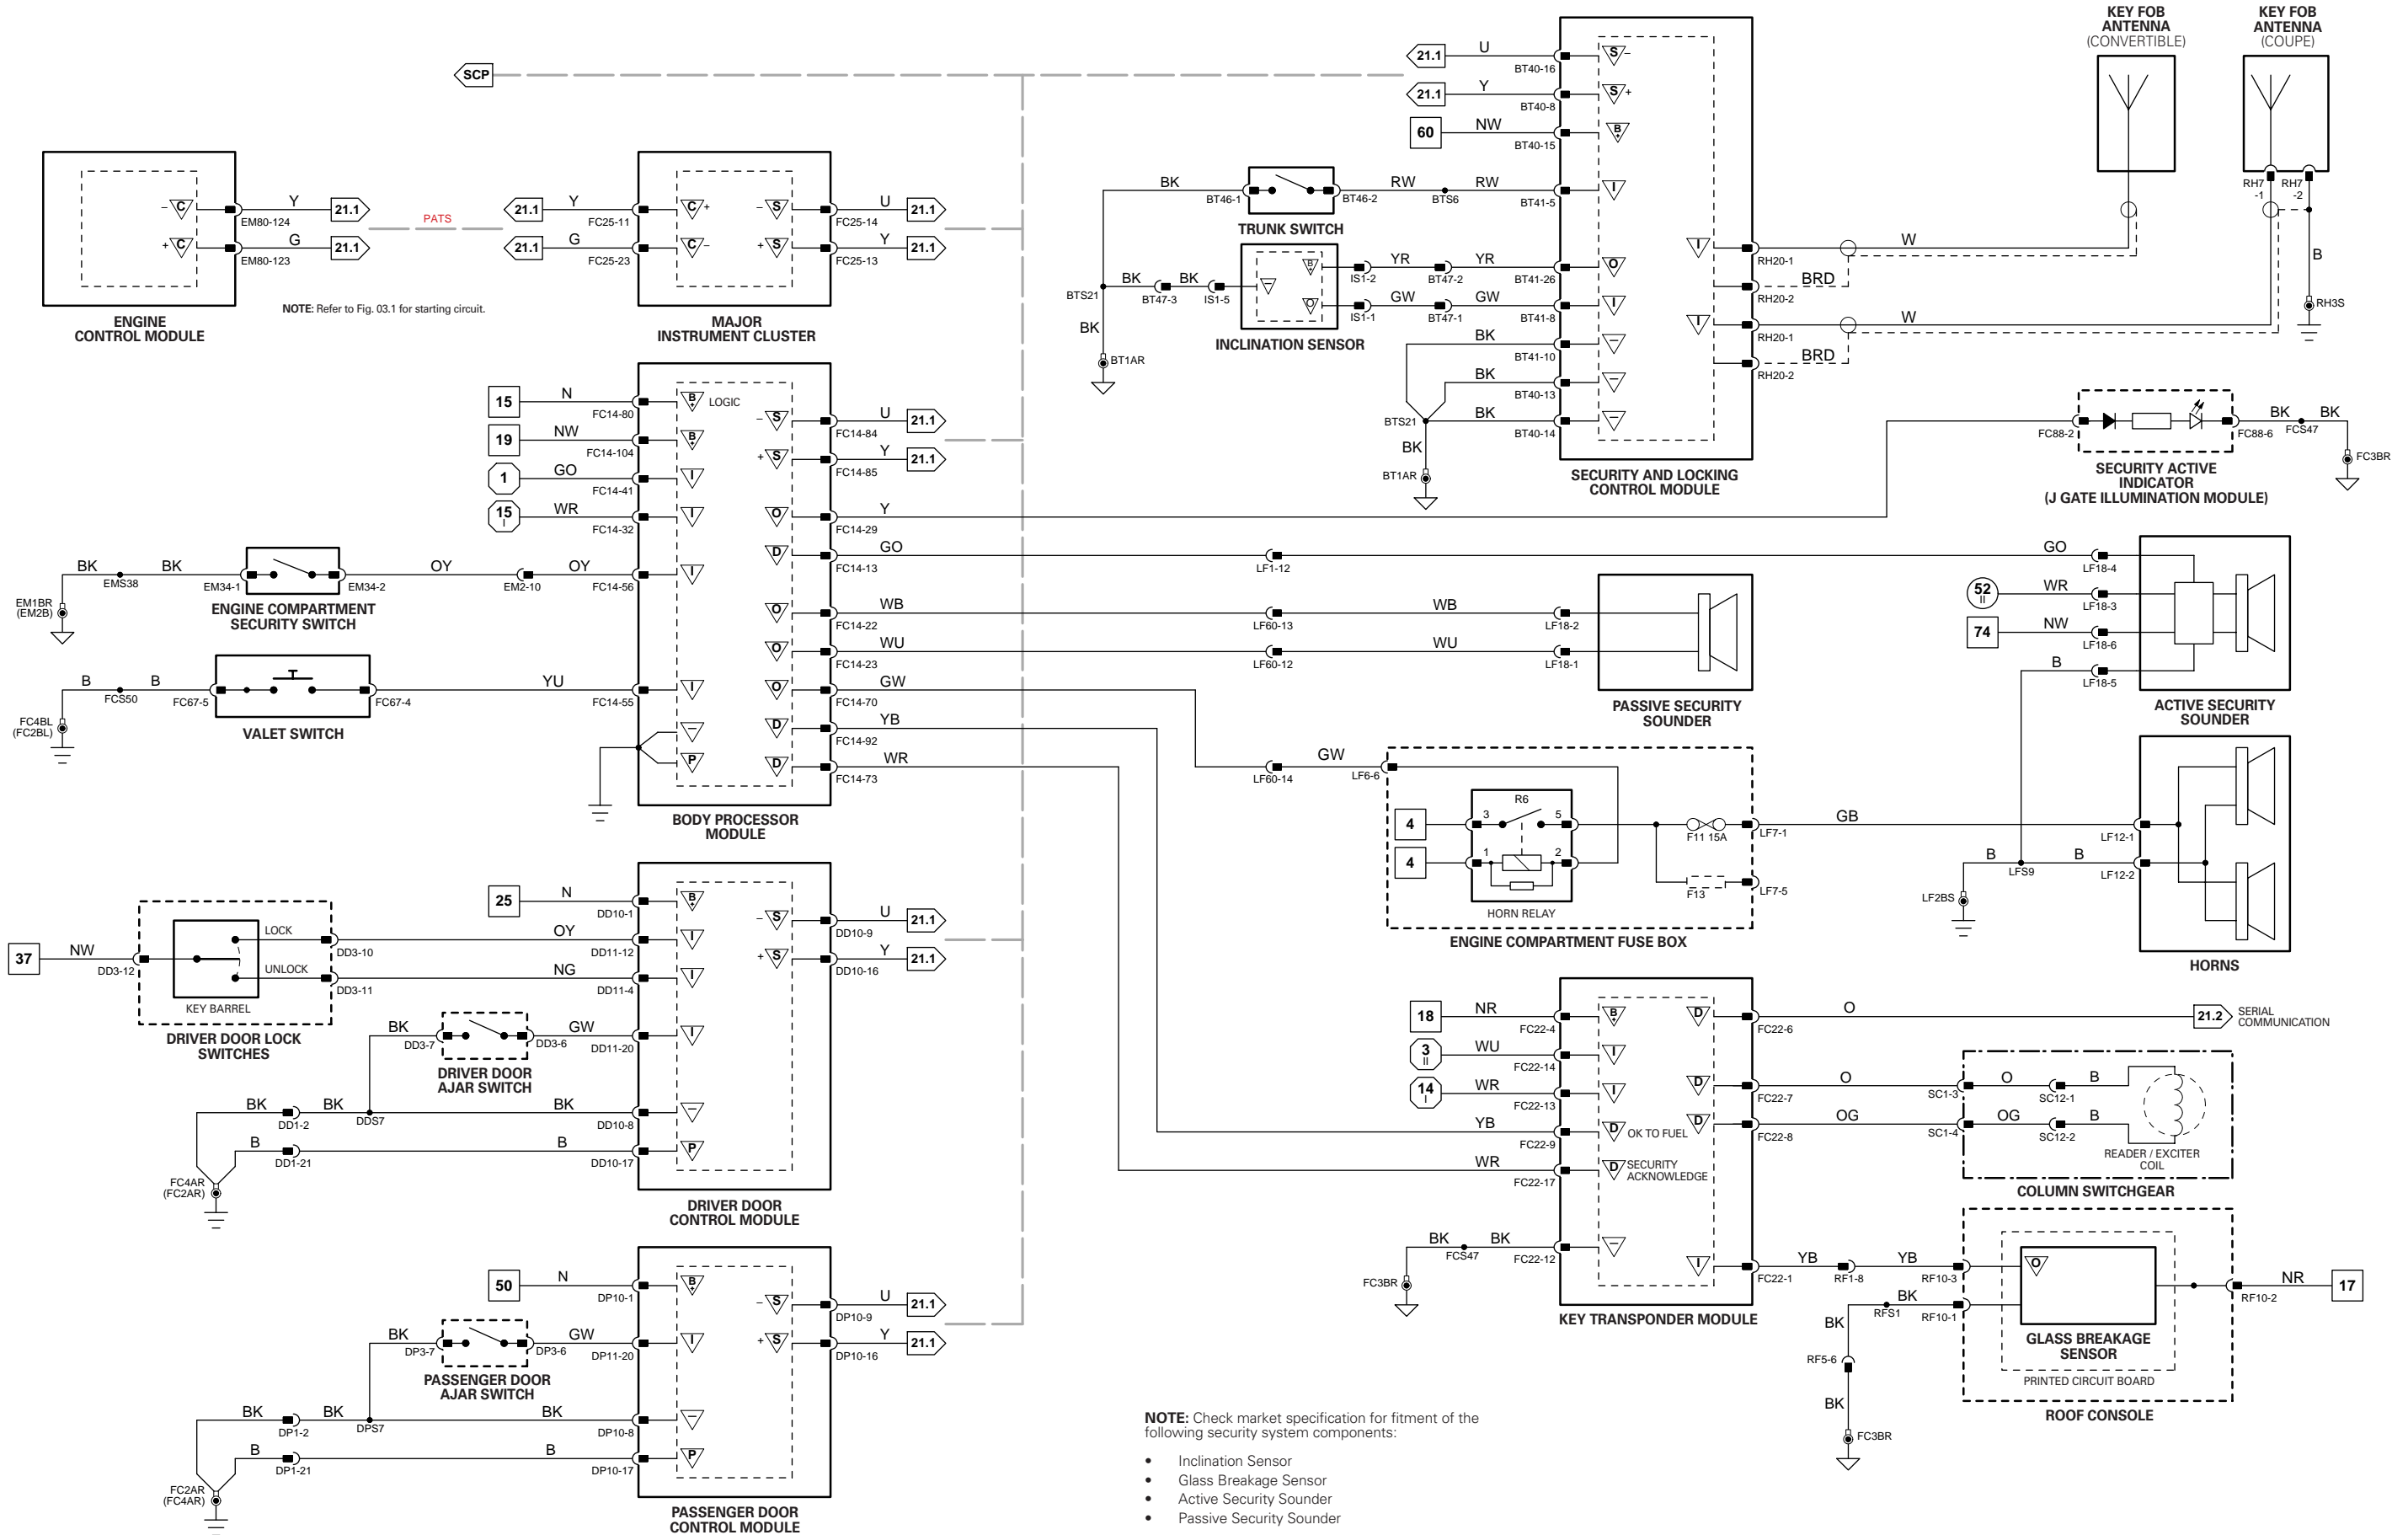 KEY FOB
ANTENNA
(CONVERTIBLE)
KEY FOB
ANTENNA
(COUPE)
RH7
-1
RH7
-2
B
RH3S
SCP
21.1
U
BT40-16
S
–
21.1
Y
BT40-8
S
+
60
NW
BT40-15
B
+
BK
BT46-1
BT46-2
RW
BTS6
RW
BT41-5
I
TRUNK SWITCH
BTS21
BK
BT47-3
BK
IS1-5
–
B
+
O
IS1-2
YR
BT47-2
YR
BT41-26
O
IS1-1
GW
BT47-1
GW
BT41-8
I
INCLINATION SENSOR
BK
BT1AR
BK
BT41-10
–
BK
BT40-13
–
BTS21
BK
BT40-14
–
BK
BT1AR
I
RH20-1
W
BRD
RH20-2
I
RH20-1
W
BRD
RH20-2
SECURITY AND LOCKING
CONTROL MODULE
–
C
EM80-124
Y
21.1
+
C
EM80-123
G
21.1
ENGINE
CONTROL MODULE
PATS
NOTE: Refer to Fig. 03.1 for starting circuit.
21.1
Y
FC25-11
C
+
21.1
G
FC25-23
C
–
–
S
U
FC25-14
21.1
+
S
Y
FC25-13
21.1
MAJOR
INSTRUMENT CLUSTER
15
N
FC14-80
B
+
LOGIC
19
NW
FC14-104
B
+
1
GO
FC14-41
I
15
I
WR
FC14-32
I
EM1BR
(EM2B)
BK
EMS38
BK
EM34-1
EM34-2
OY
EM2-10
OY
FC14-56
I
ENGINE COMPARTMENT
SECURITY SWITCH
FC4BL
(FC2BL)
B
FCS50
B
FC67-5
FC67-4
YU
FC14-55
I
VALET SWITCH
–
P
–
S
U
FC14-84
21.1
+
S
Y
FC14-85
21.1
O
Y
FC14-29
D
GO
FC14-13
LF1-12
O
WB
FC14-22
LF60-13
WB
LF18-2
O
WU
FC14-23
LF60-12
WU
LF18-1
O
GW
FC14-70
D
YB
FC14-92
D
WR
FC14-73
BODY PROCESSOR
MODULE
FC88-2
FC88-6
BK
FCS47
BK
FC3BR
SECURITY ACTIVE
INDICATOR
(J GATE ILLUMINATION MODULE)
PASSIVE SECURITY
SOUNDER
GO
LF18-4
52
II
WR
LF18-3
74
NW
LF18-6
B
LF18-5
ACTIVE SECURITY
SOUNDER
LF60-14
GW
LF6-6
4
3
R6
5
4
1
2
HORN RELAY
F11 15A
LF7-1
GB
LF12-1
F13
LF7-5
ENGINE COMPARTMENT FUSE BOX
LF2BS
B
LFS9
B
LF12-2
HORNS
37
NW
DD3-12
LOCK
UNLOCK
KEY BARREL
DD3-10
OY
DD11-12
I
DD3-11
NG
DD11-4
I
DRIVER DOOR LOCK
SWITCHES
25
N
DD10-1
B
+
BK
DD3-7
DD3-6
GW
DD11-20
I
DRIVER DOOR
AJAR SWITCH
BK
DD1-2
BK
DDS7
BK
DD10-8
–
B
DD1-21
B
DD10-17
P
FC4AR
(FC2AR)
–
S
U
DD10-9
21.1
+
S
Y
DD10-16
21.1
DRIVER DOOR
CONTROL MODULE
50
N
DP10-1
B
+
BK
DP3-7
DP3-6
GW
DP11-20
I
PASSENGER DOOR
AJAR SWITCH
BK
DP1-2
BK
DPS7
BK
DP10-8
–
B
DP1-21
B
DP10-17
P
FC2AR
(FC4AR)
–
S
U
DP10-9
21.1
+
S
Y
DP10-16
21.1
PASSENGER DOOR
CONTROL MODULE
18
NR
FC22-4
B
+
3
II
WU
FC22-14
I
14
I
WR
FC22-13
I
YB
FC22-9
D
OK TO FUEL
WR
FC22-17
D
SECURITY
ACKNOWLEDGE
FC3BR
BK
FCS47
BK
FC22-12
–
D
FC22-6
O
21.2
SERIAL
COMMUNICATION
D
FC22-7
O
SC1-3
O
SC12-1
B
D
FC22-8
OG
SC1-4
OG
SC12-2
B
READER / EXCITER
COIL
COLUMN SWITCHGEAR
I
FC22-1
YB
RF1-8
YB
RF10-3
O
KEY TRANSPONDER MODULE
BK
RFS1
RF10-1
BK
RF5-6
BK
FC3BR
GLASS BREAKAGE
SENSOR
PRINTED CIRCUIT BOARD
RF10-2
NR
17
ROOF CONSOLE
NOTE: Check market specification for fitment of the
following security system components:
• Inclination Sensor
• Glass Breakage Sensor
• Active Security Sounder
• Passive Security Sounder